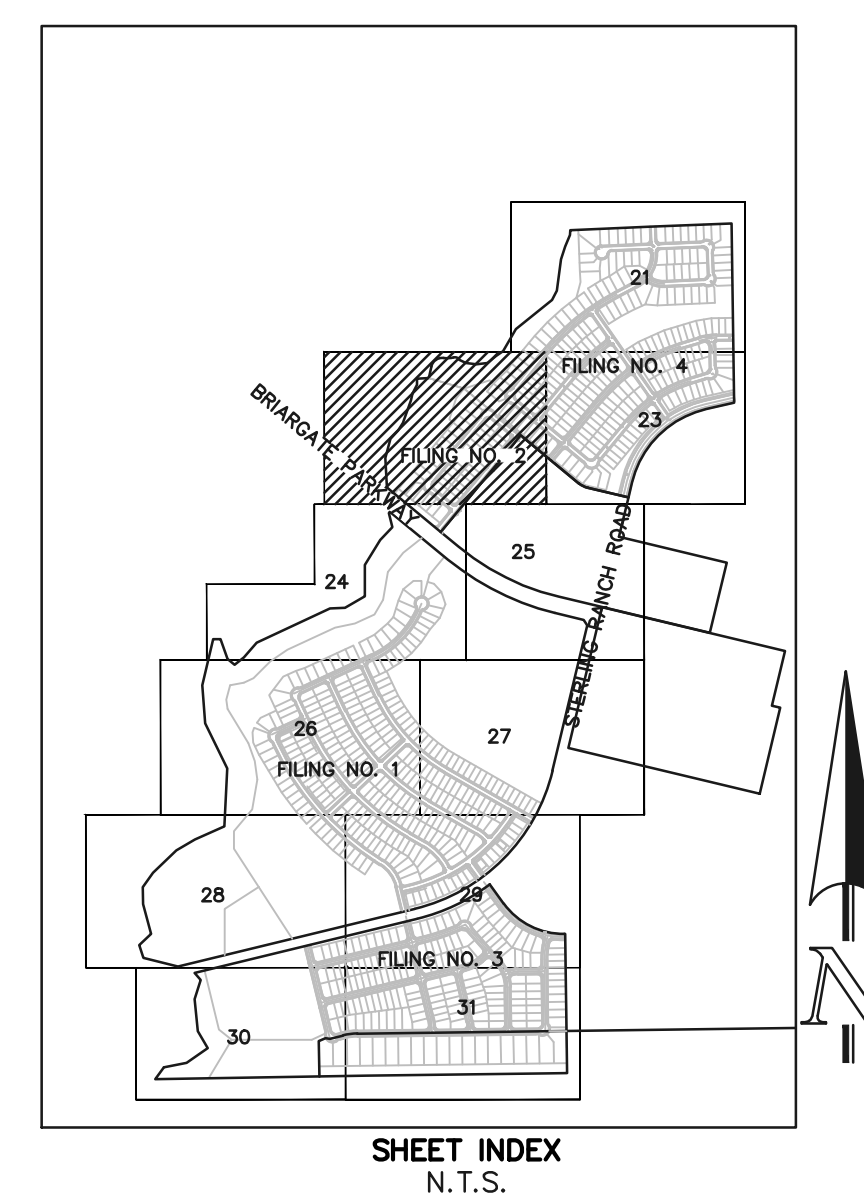 21
FILING NO. 4
BRIARGATE PARKWAY
23
FILING NO. 2
25
24
STERLING RANCH ROAD
26
27
FILING NO. 1
28
29
FILING NO. 3
31
30
N
SHEET INDEX
N.T.S.